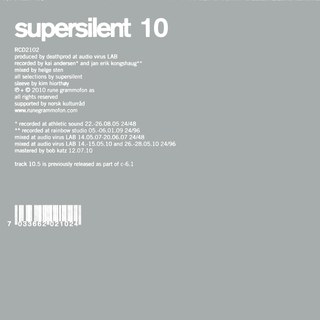 supersilent 10
RCD2102
produced by deathprod at audio virus LAB
recorded by kai andersen* and jan erik kongshaug**
mixed by helge sten
all selections by supersilent
sleeve by kim hiorthøy
℗ + © 2010 rune grammofon as
all rights reserved
supported by norsk kulturråd
www.runegrammofon.com
* recorded at athletic sound 22.-26.08.05 24/48
** recorded at rainbow studio 05.-06.01.09 24/96
mixed at audio virus LAB 14.05.07-20.06.07 24/48
mixed at audio virus LAB 14.-15.05.10 and 26.-28.05.10 24/96
mastered by bob katz 12.07.10
track 10.5 is previously released as part of c-6.1
7 033662 021024